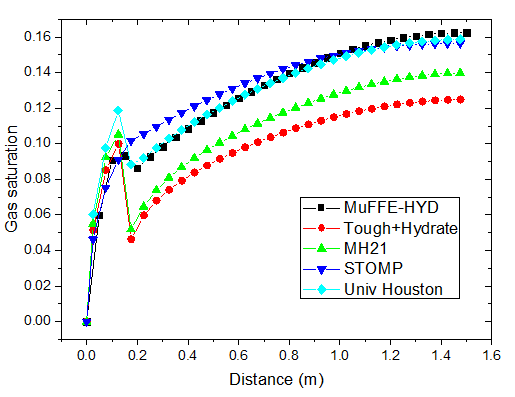 0.16
0.14
0.12
0.10
0.08
0.06
0.04
0.02
0.00
Gas saturation
MuFFE-HYD
Tough+Hydrate
MH21
STOMP
Univ Houston
0.0 0.2 0.4 0.6 0.8 1.0 1.2 1.4 1.6
Distance (m)